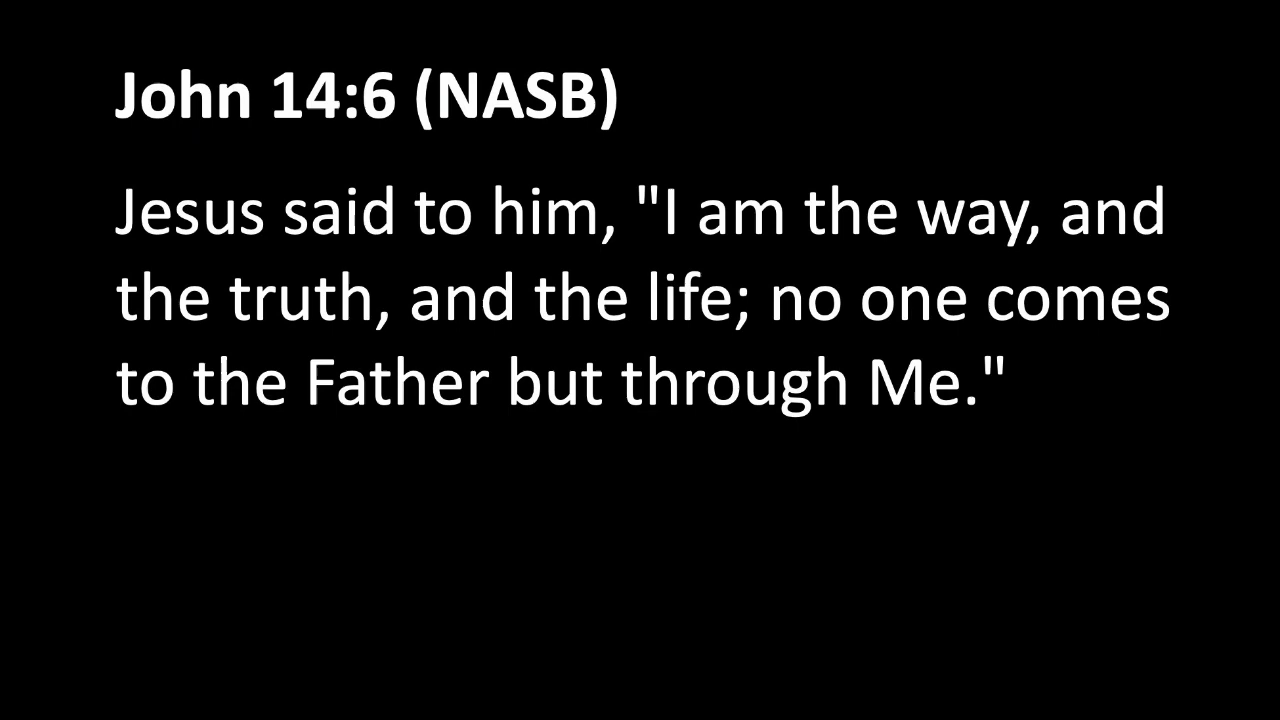 John 14:6 (NASB)
Jesus said to him, "I am the way, and
the truth, and the life; no one comes
to the Father but through Me."